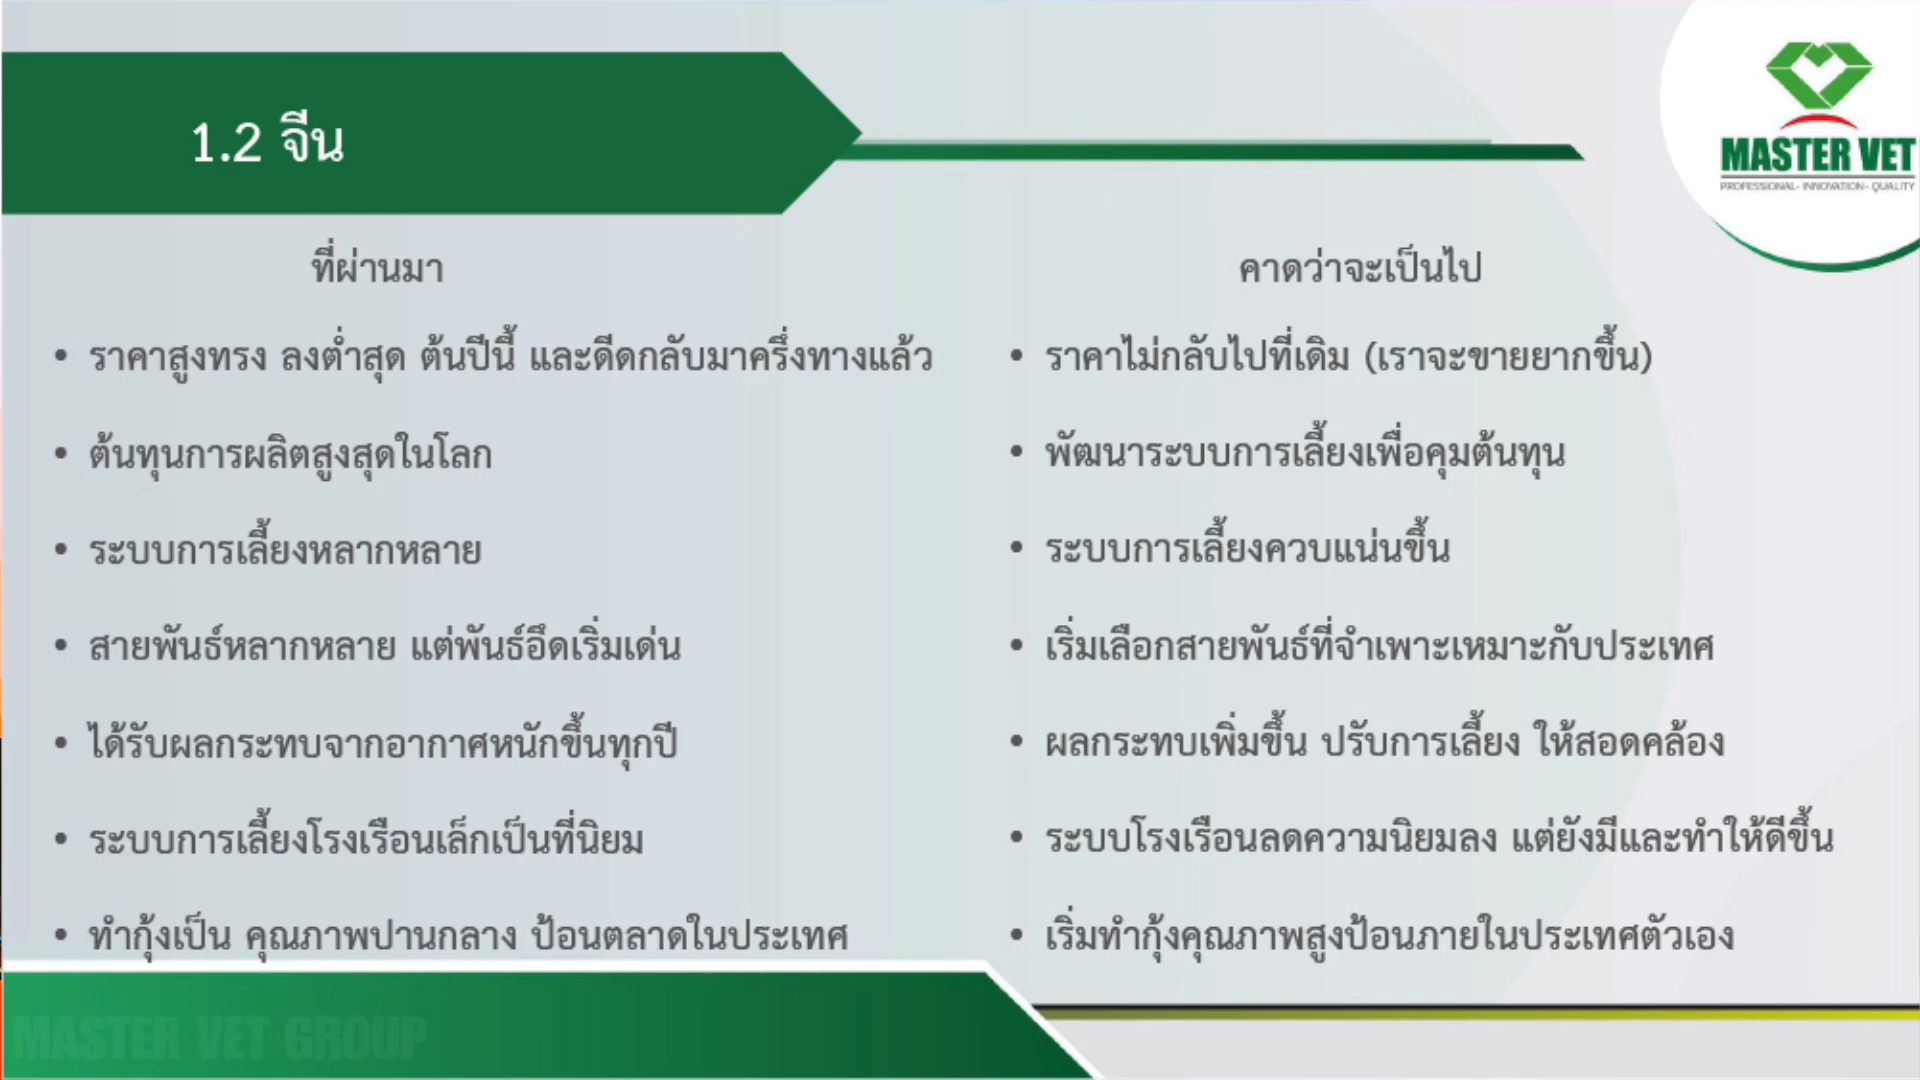 1.2 จีน
MASTER VET
PROFESSIONAL- INNOVATION- QUALITY
ที่ผ่านมา
• ราคาสูงทรง ลงต่ำสุด ต้นปีนี้ และดีดกลับมาครึ่งทางแล้ว
• ต้นทุนการผลิตสูงสุดในโลก
• ระบบการเลี้ยงหลากหลาย
• สายพันธ์หลากหลาย แต่พันธ์อึดเริ่มเด่น
• ได้รับผลกระทบจากอากาศหนักขึ้นทุกปี
• ระบบการเลี้ยงโรงเรือนเล็กเป็นที่นิยม
• ทำกุ้งเป็น คุณภาพปานกลาง ป้อนตลาดในประเทศ
คาดว่าจะเป็นไป
• ราคาไม่กลับไปที่เดิม (เราจะขายยากขึ้น)
• พัฒนาระบบการเลี้ยงเพื่อคุมต้นทุน
• ระบบการเลี้ยงควบแน่นขึ้น
• เริ่มเลือกสายพันธ์ที่จำเพาะเหมาะกับประเทศ
• ผลกระทบเพิ่มขึ้น ปรับการเลี้ยง ให้สอดคล้อง
• ระบบโรงเรือนลดความนิยมลง แต่ยังมีและทำให้ดีขึ้น
• เริ่มทำกุ้งคุณภาพสูงป้อนภายในประเทศตัวเอง
MASTER VET GROUP